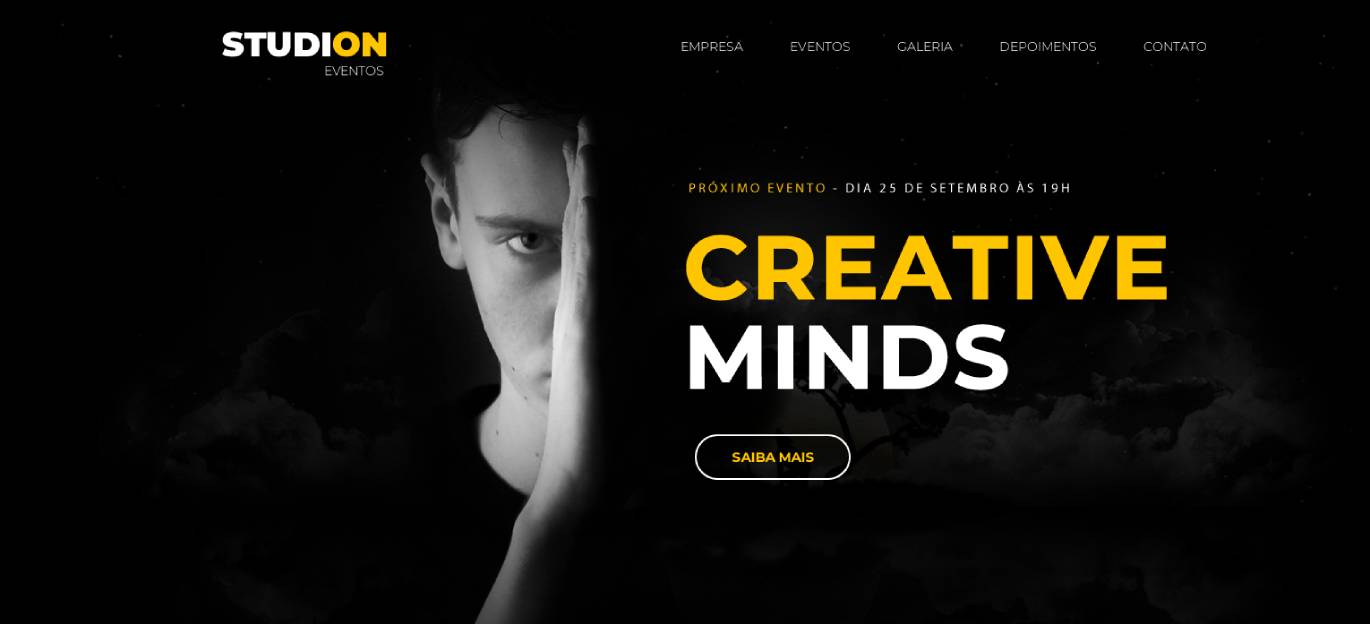 STUDION
EVENTOS
EMPRESA EVENTOS GALERIA DEPOIMENTOS CONTATO
PRÓXIMO EVENTO - DIA 25 DE SETEMBRO ÀS 19H
CREATIVE
MINDS
SAIBA MAIS